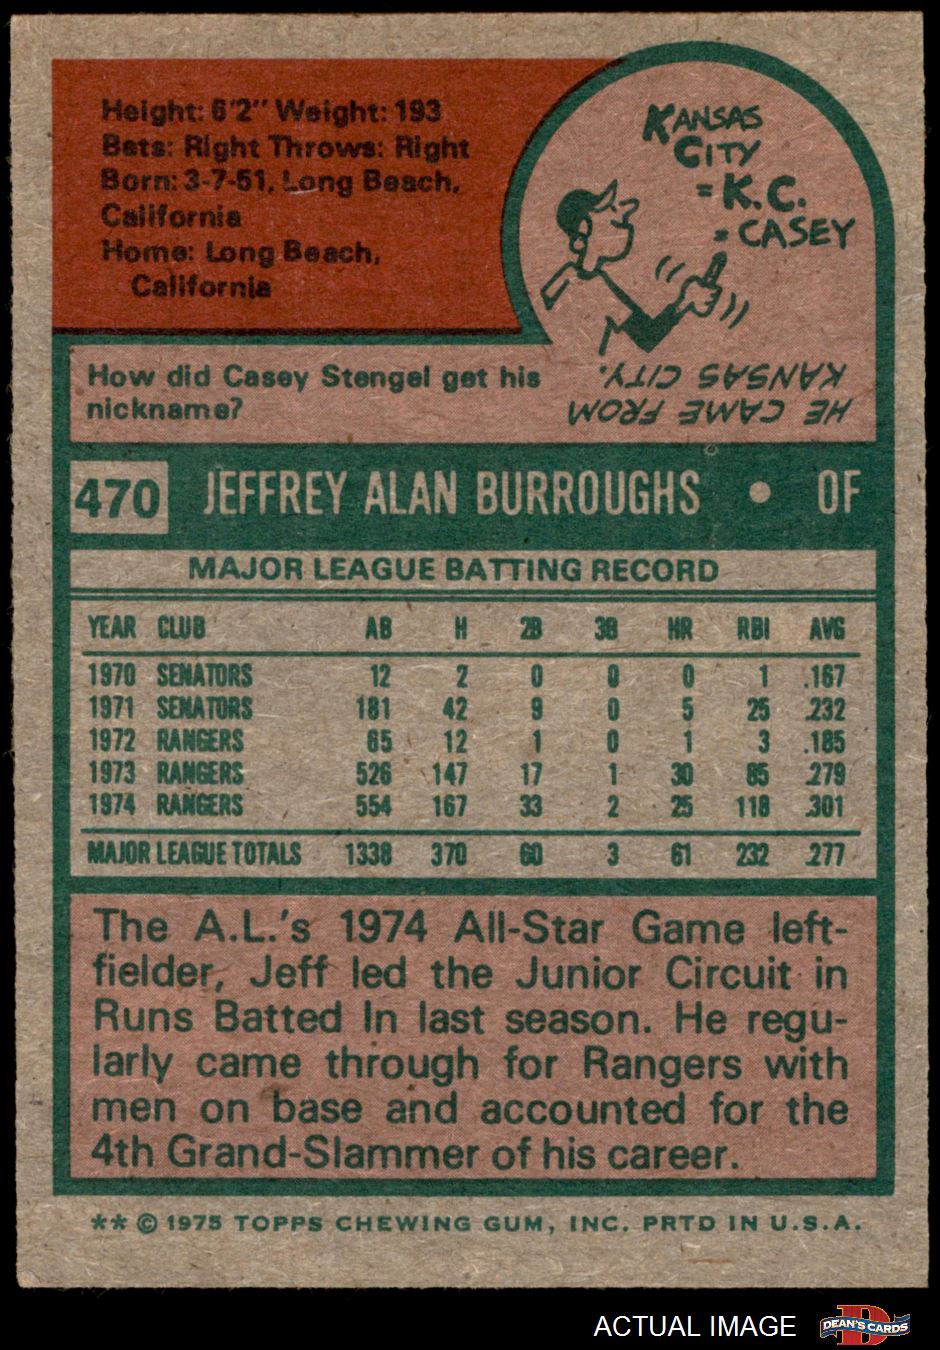 Height: 6'2" Weight: 193
Bats: Right Throws: Right
Born: 3-7-51, Long Beach,
California
Home: Long Beach,
California
KANSAS
CITY
= K.C.
= CASEY
How did Casey Stengel get his
nickname?
HE CAME FROM
KANSAS CITY.
470 JEFFREY ALAN BURROUGHS • OF
MAJOR LEAGUE BATTING RECORD
YEAR CLUB AB H 2B 3B HR RBI AVG
1970 SENATORS 12 2 0 0 0 1 .167
1971 SENATORS 181 42 9 0 5 25 .232
1972 RANGERS 65 12 1 0 1 3 .185
1973 RANGERS 526 147 17 1 30 85 .279
1974 RANGERS 554 167 33 2 25 118 .301
MAJOR LEAGUE TOTALS 1338 370 60 3 61 232 .277
The A.L.'s 1974 All-Star Game left-
fielder, Jeff led the Junior Circuit in
Runs Batted In last season. He regu-
larly came through for Rangers with
men on base and accounted for the
4th Grand-Slammer of his career.
** © 1975 TOPPS CHEWING GUM, INC. PRTD IN U.S.A.
ACTUAL IMAGE
D
DEAN'S CARDS